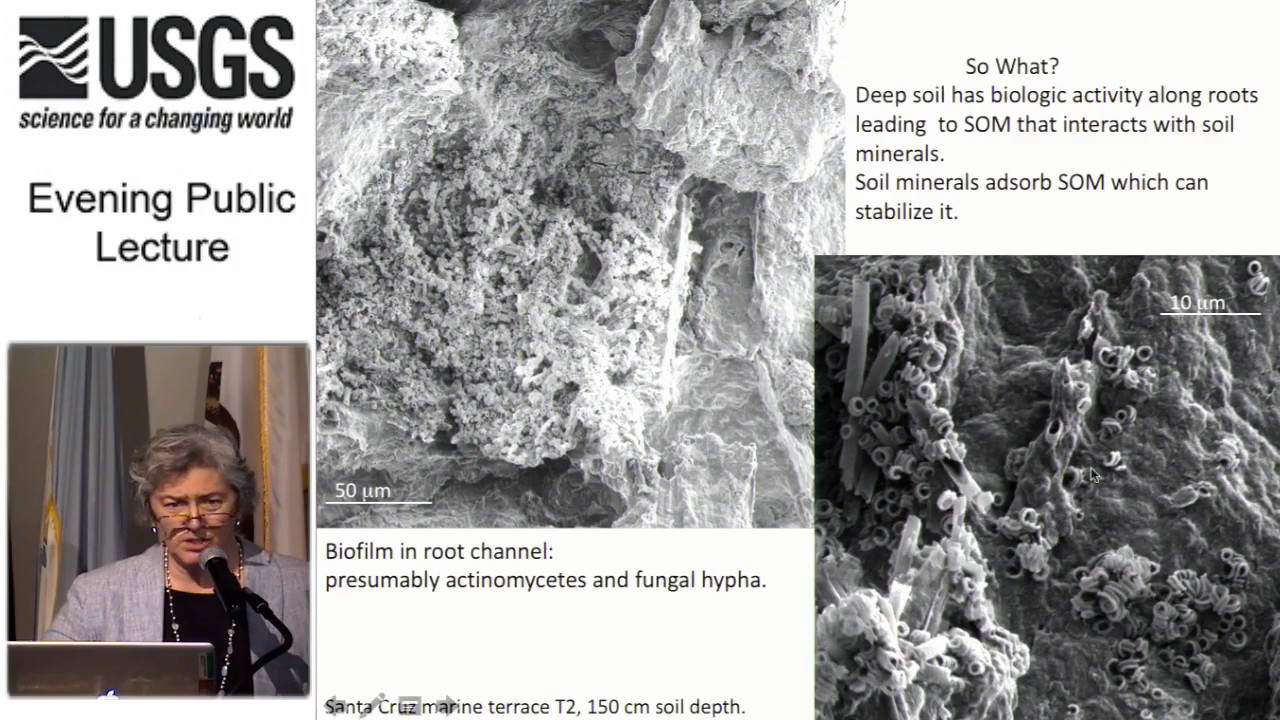 USGS
science for a changing world
Evening Public
Lecture
So What?
Deep soil has biologic activity along roots
leading to SOM that interacts with soil
minerals.
Soil minerals adsorb SOM which can
stabilize it.
10 µm
50 µm
Biofilm in root channel:
presumably actinomycetes and fungal hypha.
Santa Cruz marine terrace T2, 150 cm soil depth.